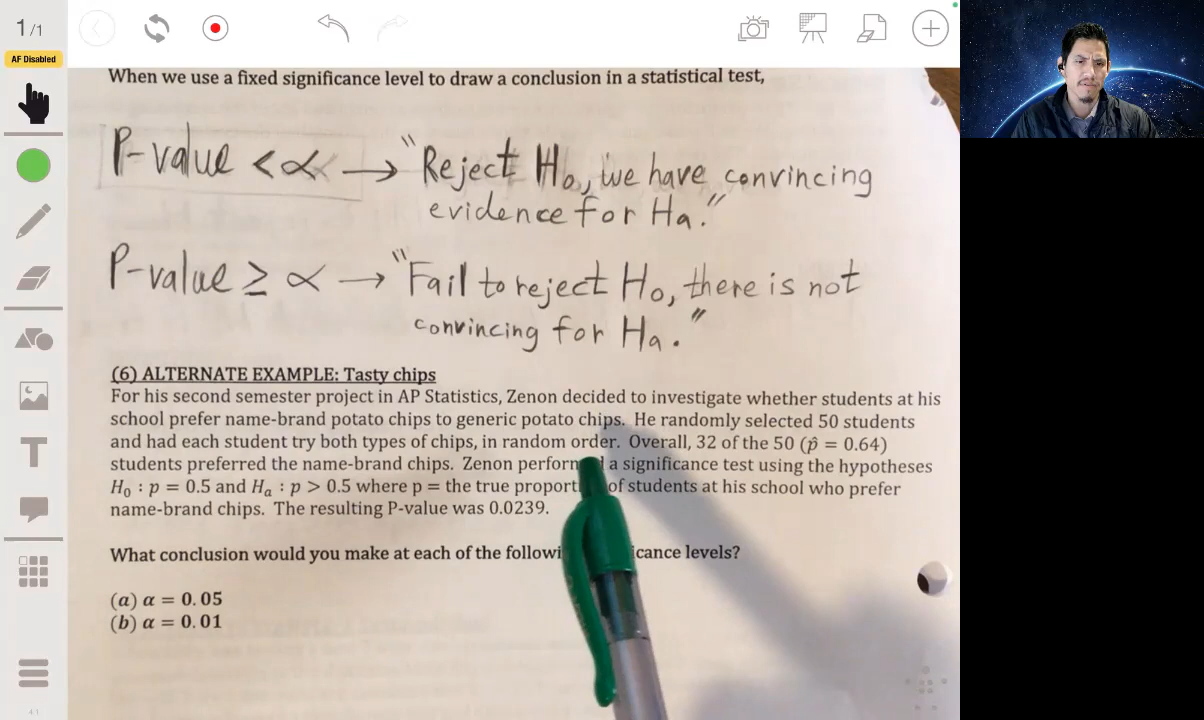 1/1
AF Disabled
When we use a fixed significance level to draw a conclusion in a statistical test,
P-value < α → "Reject H₀, we have convincing
evidence for Hₐ."
P-value ≥ α → "Fail to reject H₀, there is not
convincing for Hₐ."
(6) ALTERNATE EXAMPLE: Tasty chips
For his second semester project in AP Statistics, Zenon decided to investigate whether students at his
school prefer name-brand potato chips to generic potato chips. He randomly selected 50 students
and had each student try both types of chips, in random order. Overall, 32 of the 50 (p̂ = 0.64)
students preferred the name-brand chips. Zenon perform d a significance test using the hypotheses
H₀ : p = 0.5 and Hₐ : p > 0.5 where p = the true proport of students at his school who prefer
name-brand chips. The resulting P-value was 0.0239.
What conclusion would you make at each of the followi icance levels?
(a) α = 0.05
(b) α = 0.01
T